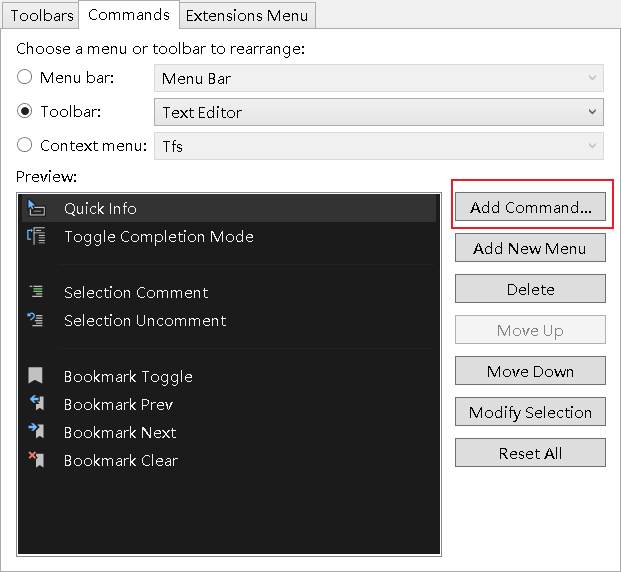 Toolbars Commands Extensions Menu
Choose a menu or toolbar to rearrange:
Menu bar: Menu Bar
Toolbar: Text Editor
Context menu: Tfs
Preview:
Quick Info
Toggle Completion Mode
Selection Comment
Selection Uncomment
Bookmark Toggle
Bookmark Prev
Bookmark Next
Bookmark Clear
Add Command...
Add New Menu
Delete
Move Up
Move Down
Modify Selection
Reset All